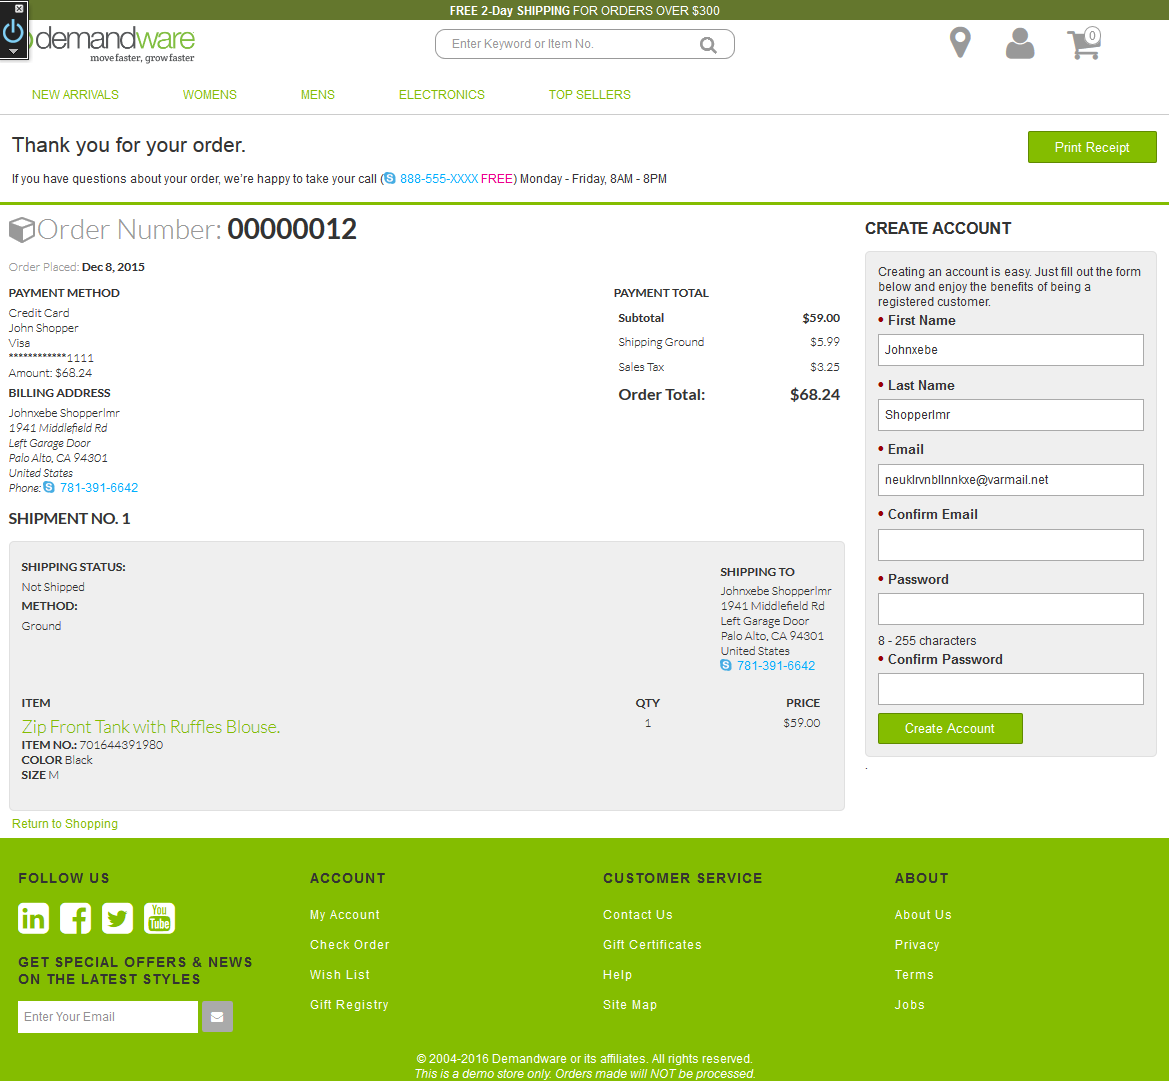 FREE 2-Day SHIPPING FOR ORDERS OVER $300
demandware
move faster, grow faster
Enter Keyword or Item No.
0
NEW ARRIVALS WOMENS MENS ELECTRONICS TOP SELLERS
Thank you for your order.
Print Receipt
If you have questions about your order, we're happy to take your call (888-555-XXXX FREE) Monday - Friday, 8AM - 8PM
Order Number: 00000012
Order Placed: Dec 8, 2015
PAYMENT METHOD
Credit Card
John Shopper
Visa
************1111
Amount: $68.24
BILLING ADDRESS
Johnxebe Shopperlmr
1941 Middlefield Rd
Left Garage Door
Palo Alto, CA 94301
United States
Phone: 781-391-6642
PAYMENT TOTAL
Subtotal $59.00
Shipping Ground $5.99
Sales Tax $3.25
Order Total: $68.24
SHIPMENT NO. 1
SHIPPING STATUS:
Not Shipped
METHOD:
Ground
SHIPPING TO
Johnxebe Shopperlmr
1941 Middlefield Rd
Left Garage Door
Palo Alto, CA 94301
United States
781-391-6642
ITEM QTY PRICE
Zip Front Tank with Ruffles Blouse. 1 $59.00
ITEM NO.: 701644391980
COLOR Black
SIZE M
Return to Shopping
CREATE ACCOUNT
Creating an account is easy. Just fill out the form
below and enjoy the benefits of being a
registered customer.
• First Name
Johnxebe
• Last Name
Shopperlmr
• Email
neuklrvnbllnnkxe@varmail.net
• Confirm Email
• Password
8 - 255 characters
• Confirm Password
Create Account
.
FOLLOW US
in f You Tube
GET SPECIAL OFFERS & NEWS
ON THE LATEST STYLES
Enter Your Email
ACCOUNT
My Account
Check Order
Wish List
Gift Registry
CUSTOMER SERVICE
Contact Us
Gift Certificates
Help
Site Map
ABOUT
About Us
Privacy
Terms
Jobs
© 2004-2016 Demandware or its affiliates. All rights reserved.
This is a demo store only. Orders made will NOT be processed.